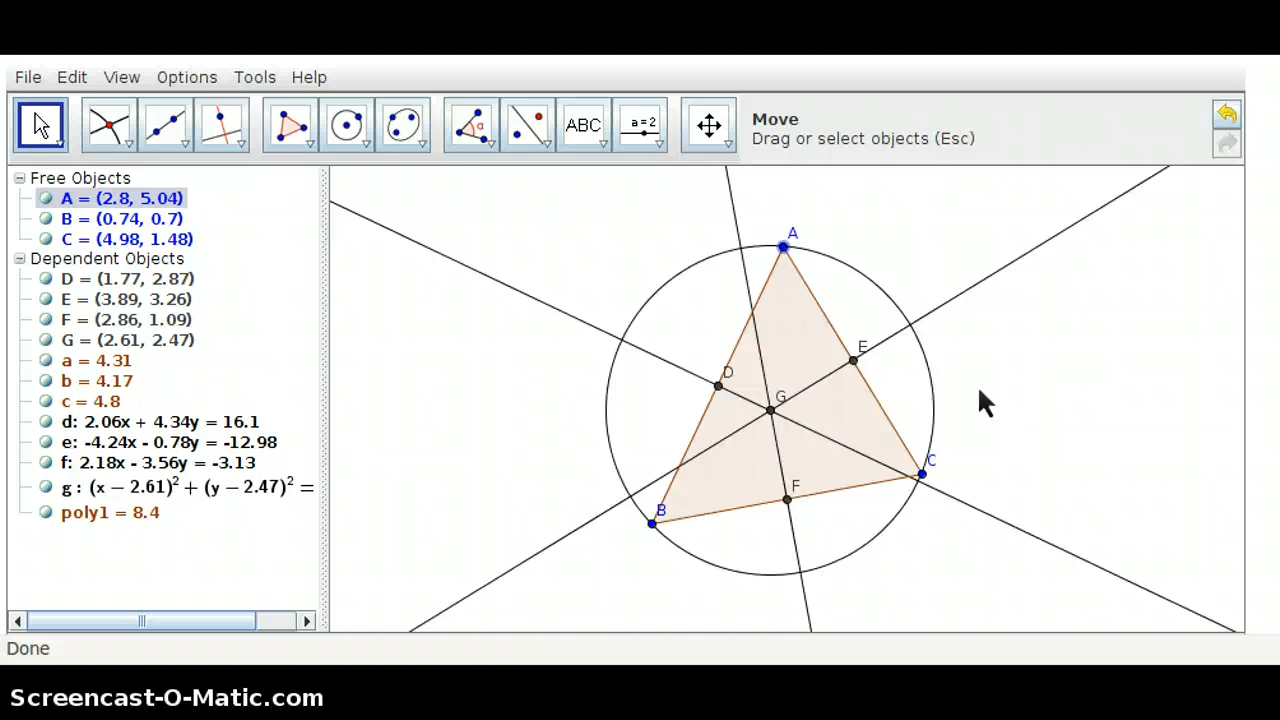 File Edit View Options Tools Help
α
ABC
a=2
Move
Drag or select objects (Esc)
Free Objects
A = (2.8, 5.04)
B = (0.74, 0.7)
C = (4.98, 1.48)
Dependent Objects
D = (1.77, 2.87)
E = (3.89, 3.26)
F = (2.86, 1.09)
G = (2.61, 2.47)
a = 4.31
b = 4.17
c = 4.8
d: 2.06x + 4.34y = 16.1
e: -4.24x - 0.78y = -12.98
f: 2.18x - 3.56y = -3.13
g : (x − 2.61)² + (y − 2.47)² =
poly1 = 8.4
A
E
D
G
C
F
B
Done
Screencast-O-Matic.com